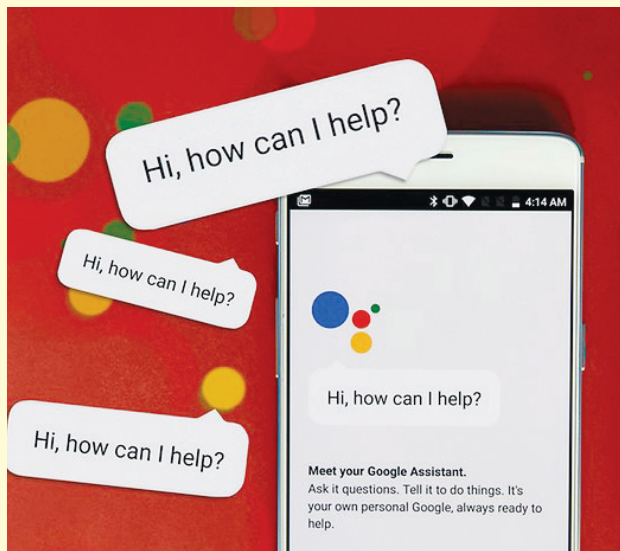 Hi, how can I help?
4:14 AM
Hi, how can I help?
Hi, how can I help?
Hi, how can I help?
Meet your Google Assistant.
Ask it questions. Tell it to do things. It's
your own personal Google, always ready to
help.